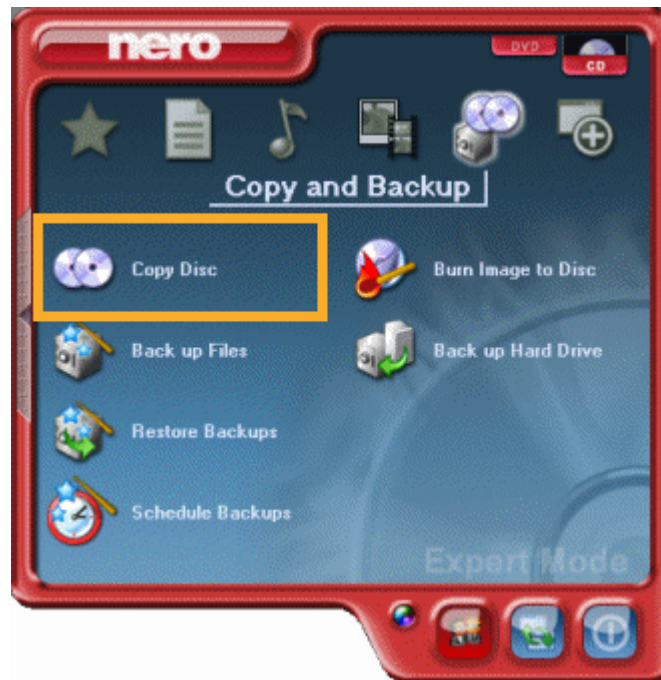 nero
DVD
CD
Copy and Backup
Copy Disc
Burn Image to Disc
Back up Files
Back up Hard Drive
Restore Backups
Schedule Backups
Expert Mode